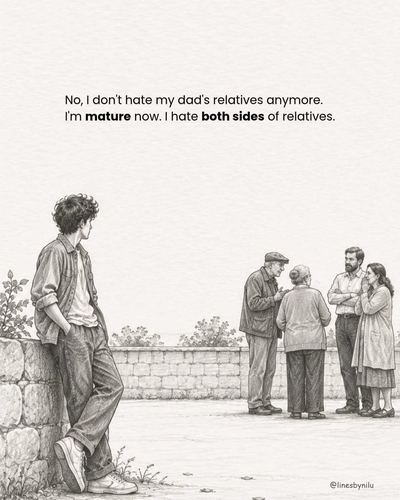 No, I don't hate my dad's relatives anymore.
I'm mature now. I hate both sides of relatives.
@linesbynilu